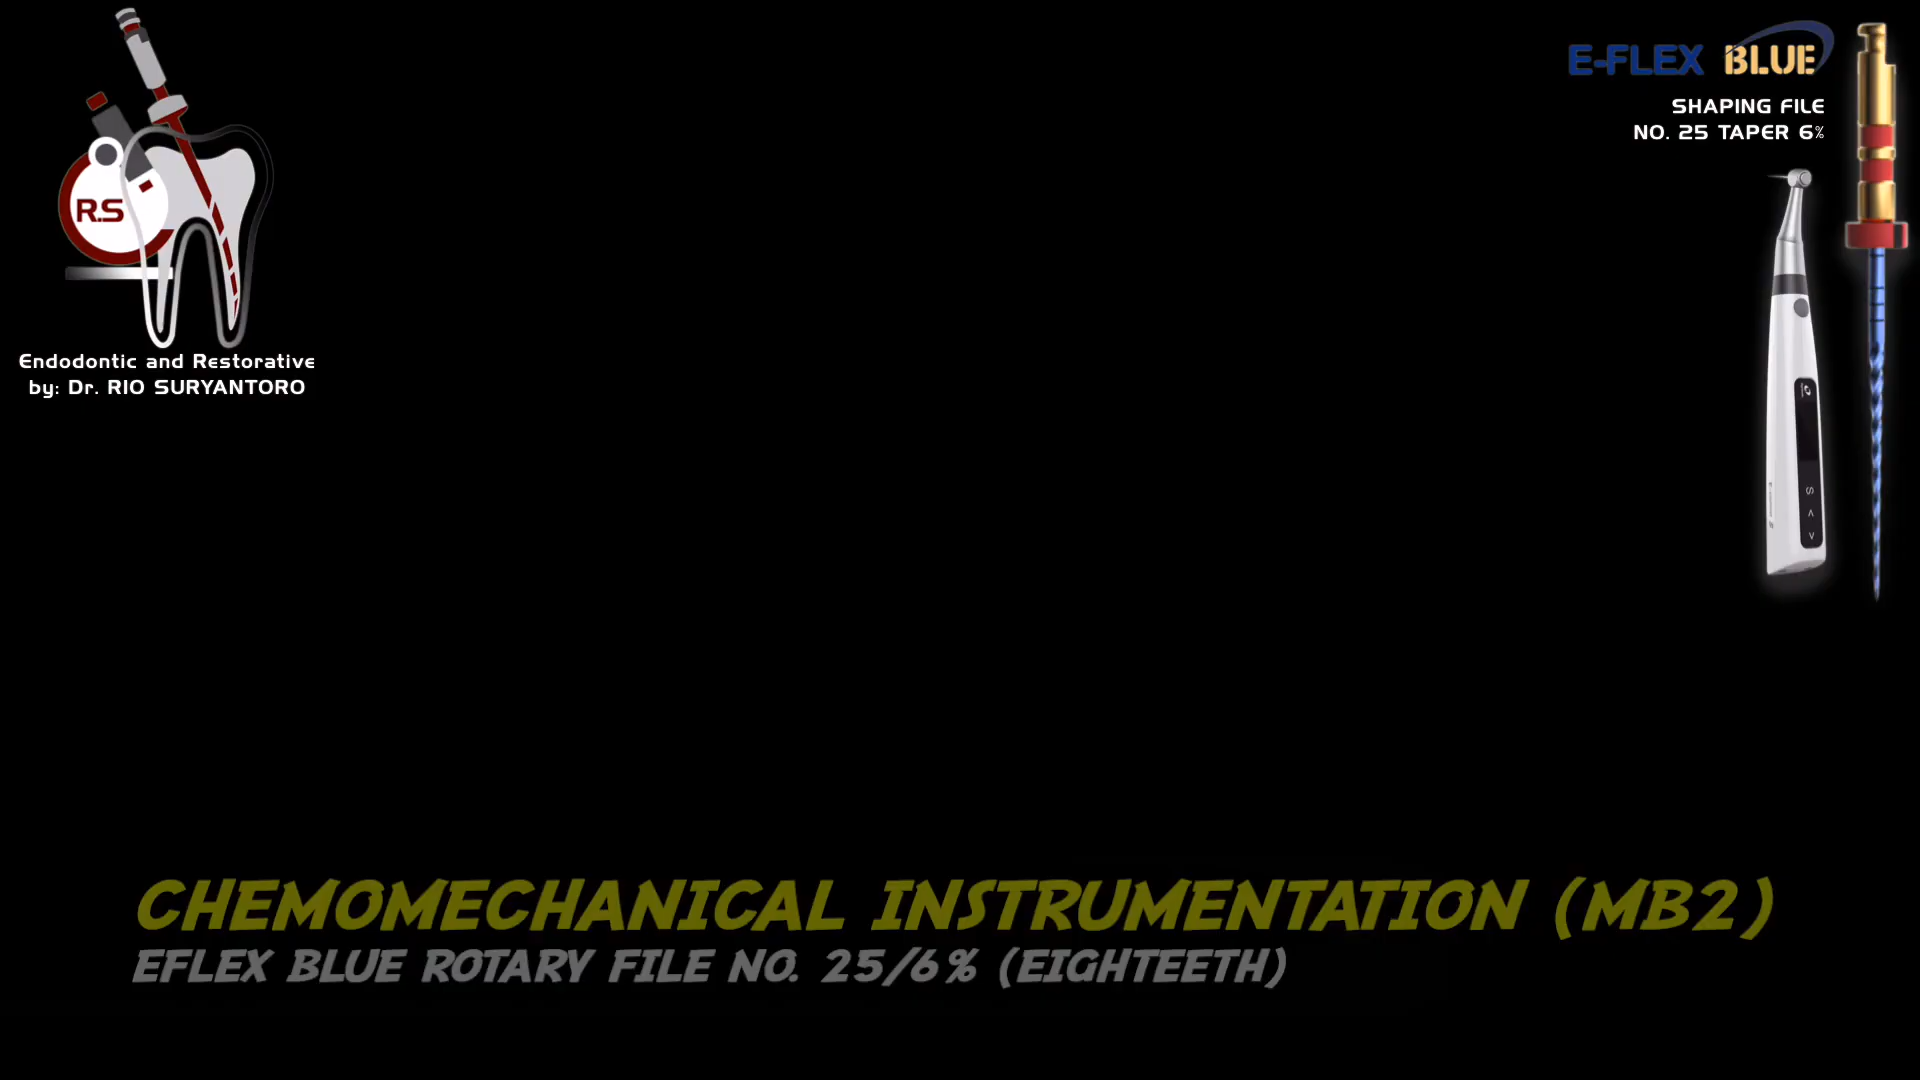 R.S
Endodontic and Restorative
by: Dr. RIO SURYANTORO
E-FLEX BLUE
SHAPING FILE
NO. 25 TAPER 6%
S
CHEMOMECHANICAL INSTRUMENTATION (MB2)
EFLEX BLUE ROTARY FILE NO. 25/6% (EIGHTEETH)